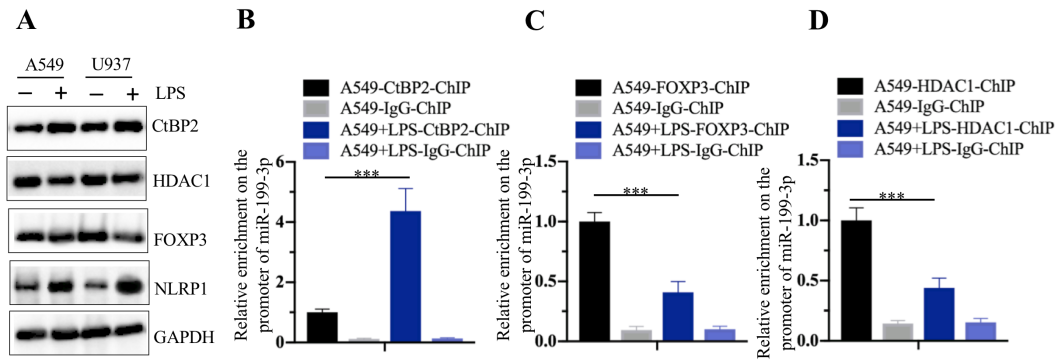 A
A549 U937
− + − + LPS
CtBP2
HDAC1
FOXP3
NLRP1
GAPDH
B
A549-CtBP2-ChIP
A549-IgG-ChIP
A549+LPS-CtBP2-ChIP
A549+LPS-IgG-ChIP
Relative enrichment on the
promoter of miR-199-3p
6
4
2
0
***
C
A549-FOXP3-ChIP
A549-IgG-ChIP
A549+LPS-FOXP3-ChIP
A549+LPS-IgG-ChIP
Relative enrichment on the
promoter of miR-199-3p
1.5
1.0
0.5
0.0
***
D
A549-HDAC1-ChIP
A549-IgG-ChIP
A549+LPS-HDAC1-ChIP
A549+LPS-IgG-ChIP
Relative enrichment on the
promoter of miR-199-3p
1.5
1.0
0.5
0.0
***